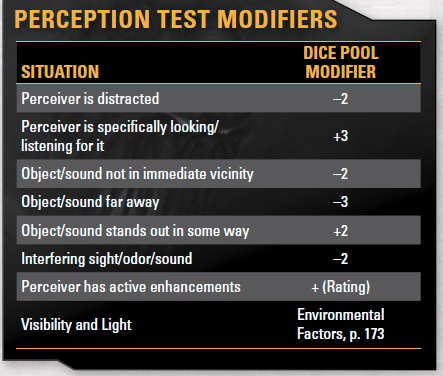 PERCEPTION TEST MODIFIERS
SITUATION
DICE POOL
MODIFIER
Perceiver is distracted –2
Perceiver is specifically looking/
listening for it +3
Object/sound not in immediate vicinity –2
Object/sound far away –3
Object/sound stands out in some way +2
Interfering sight/odor/sound –2
Perceiver has active enhancements + (Rating)
Visibility and Light
Environmental
Factors, p. 173